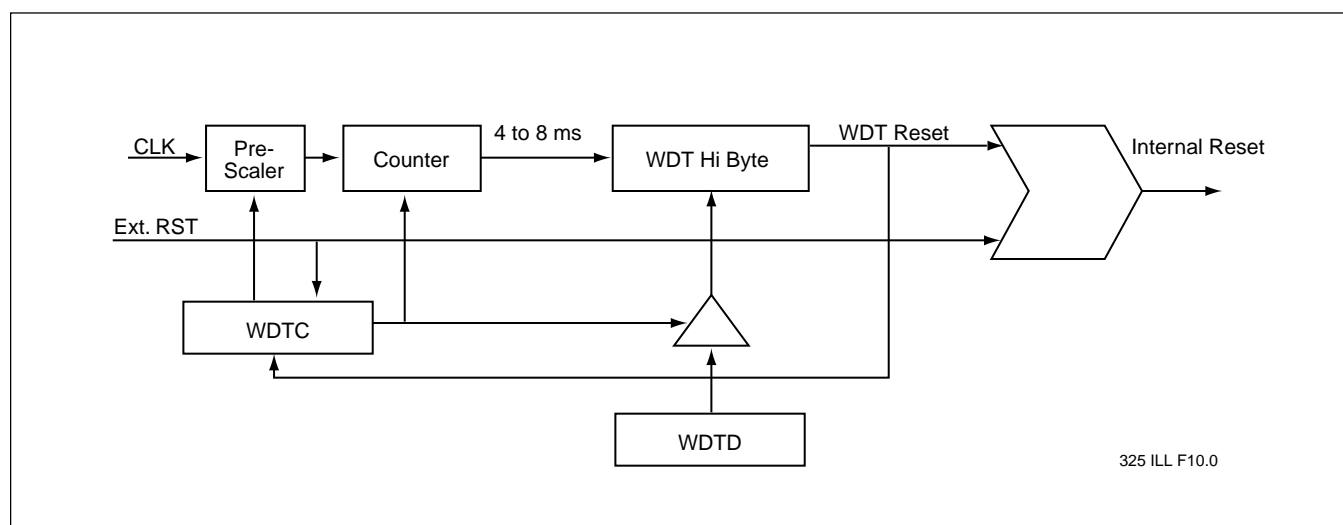 CLK
Pre-
Scaler
Counter
4 to 8 ms
WDT Hi Byte
WDT Reset
Internal Reset
Ext. RST
WDTC
WDTD
325 ILL F10.0